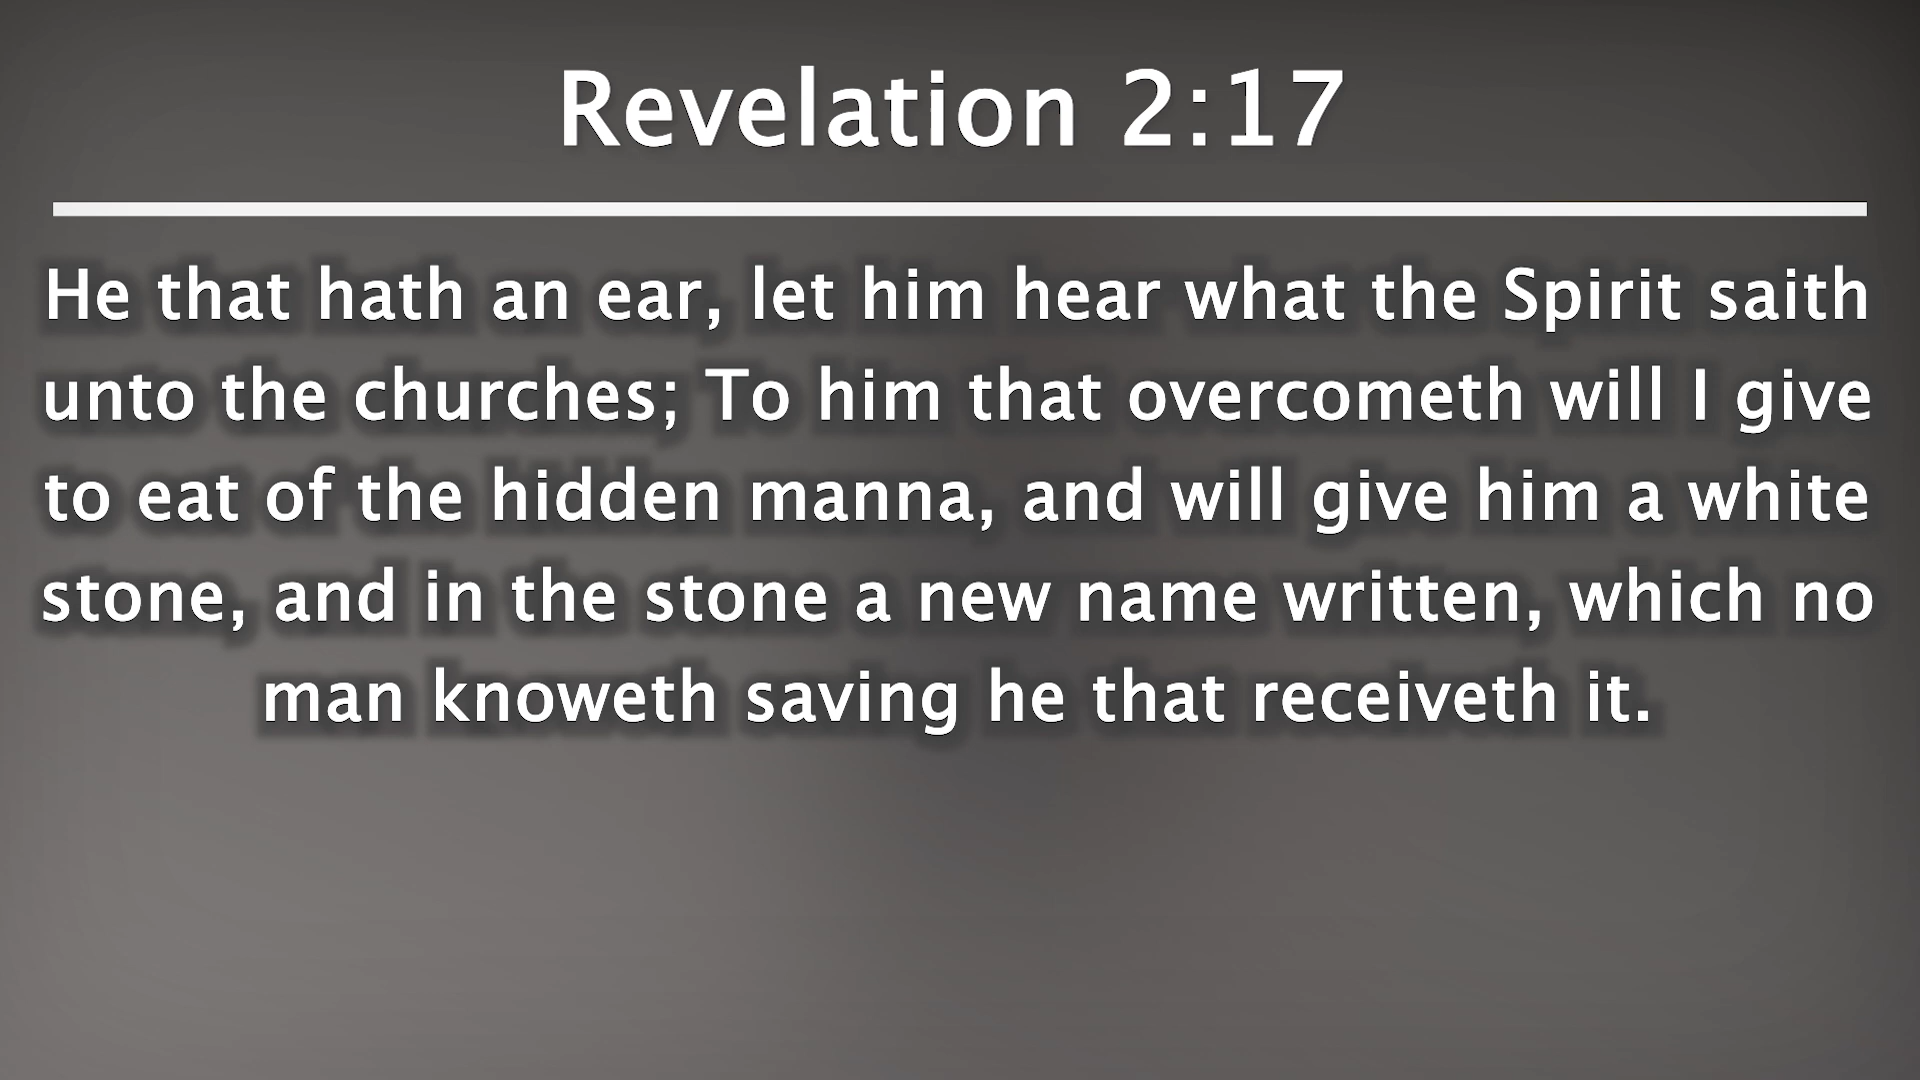 Revelation 2:17
He that hath an ear, let him hear what the Spirit saith
unto the churches; To him that overcometh will I give
to eat of the hidden manna, and will give him a white
stone, and in the stone a new name written, which no
man knoweth saving he that receiveth it.